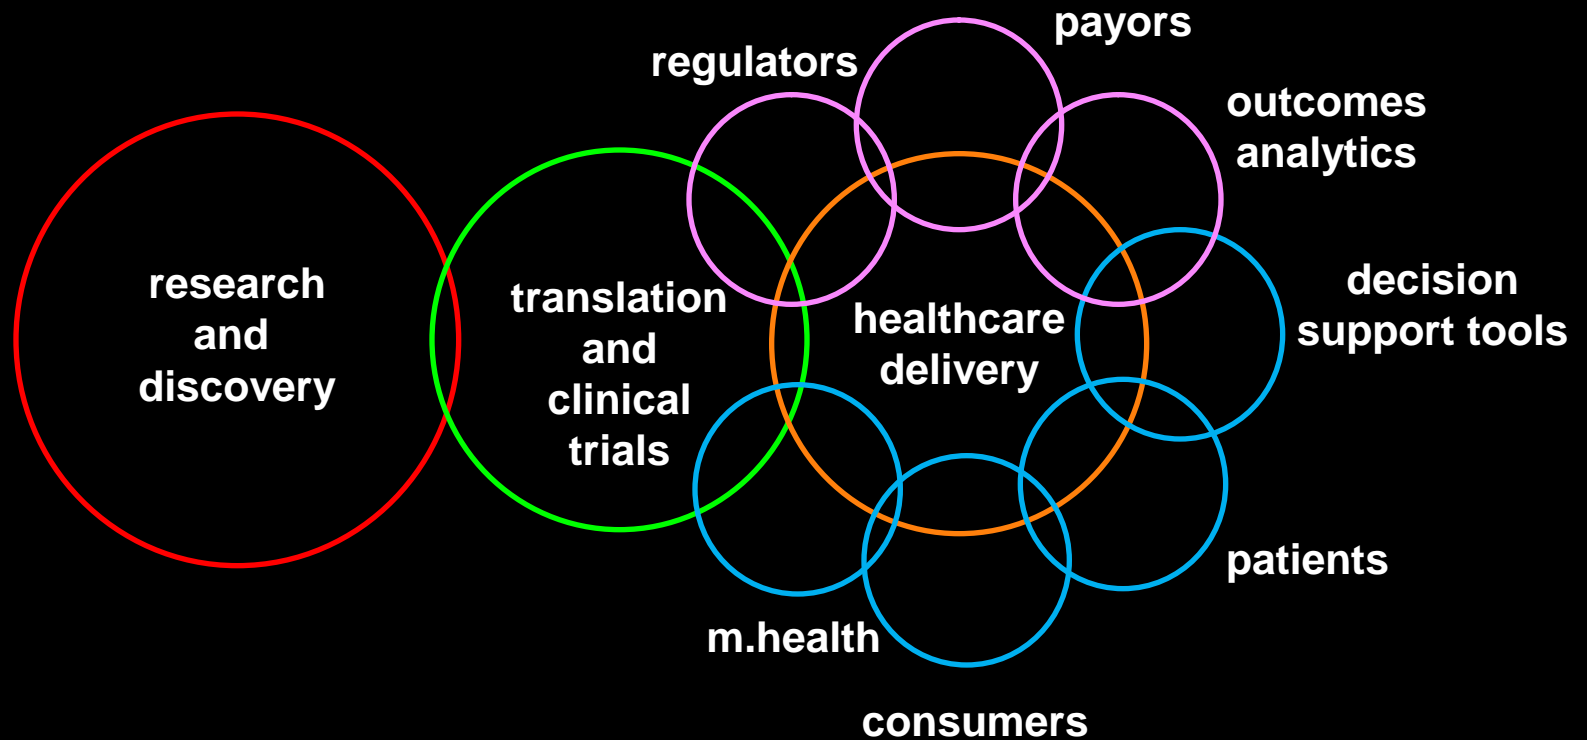 payors
regulators
outcomes
analytics
research
and
discovery
translation
and
clinical
trials
healthcare
delivery
decision
support tools
patients
m.health
consumers